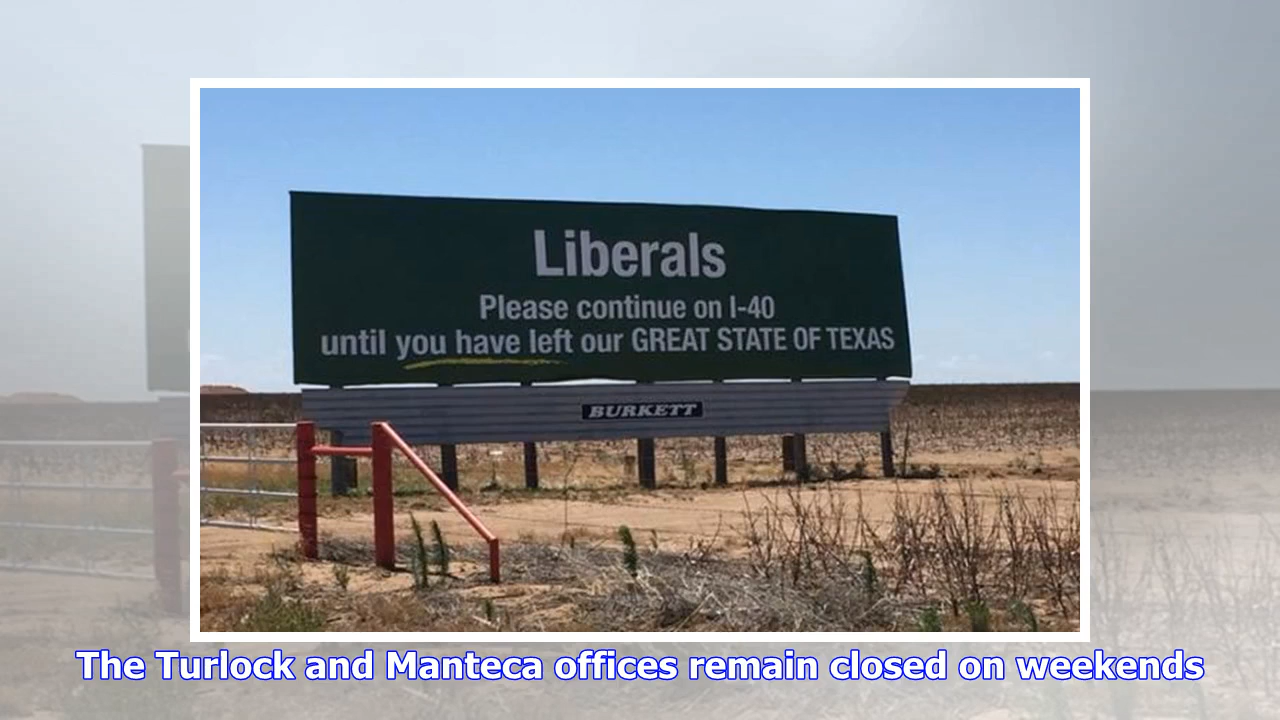 Liberals
Please continue on I-40
until you have left our GREAT STATE OF TEXAS
BURKETT
The Turlock and Manteca offices remain closed on weekends